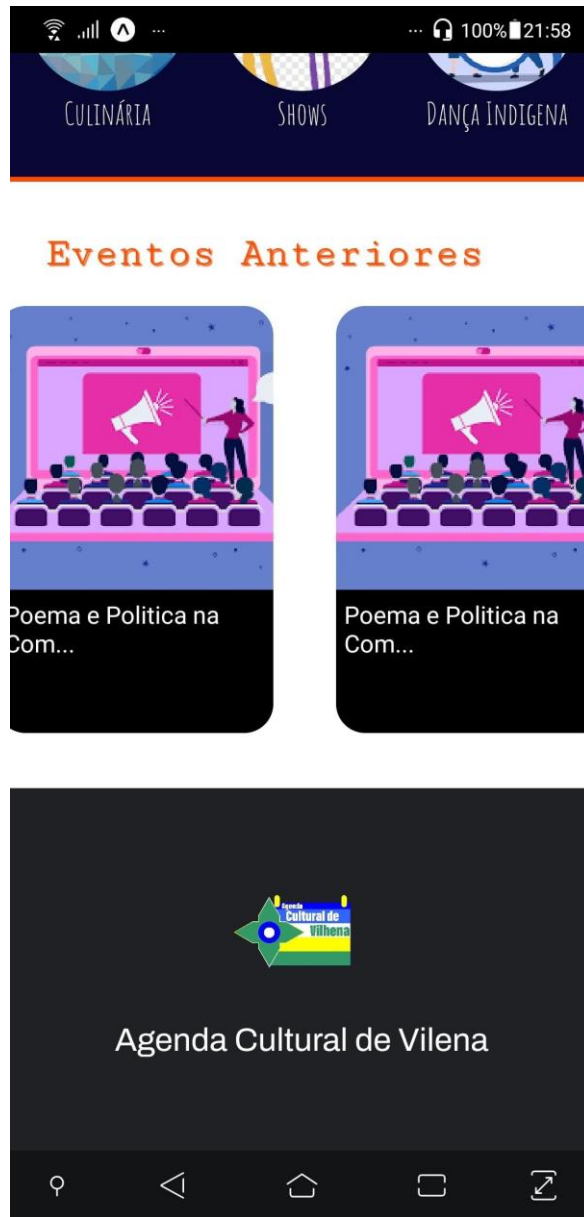 ... ... 100% 21:58
Culinária Shows Dança Indigena
Eventos Anteriores
Poema e Politica na
Com...
Poema e Politica na
Com...
Agenda
Cultural de
Vilhena
Agenda Cultural de Vilena